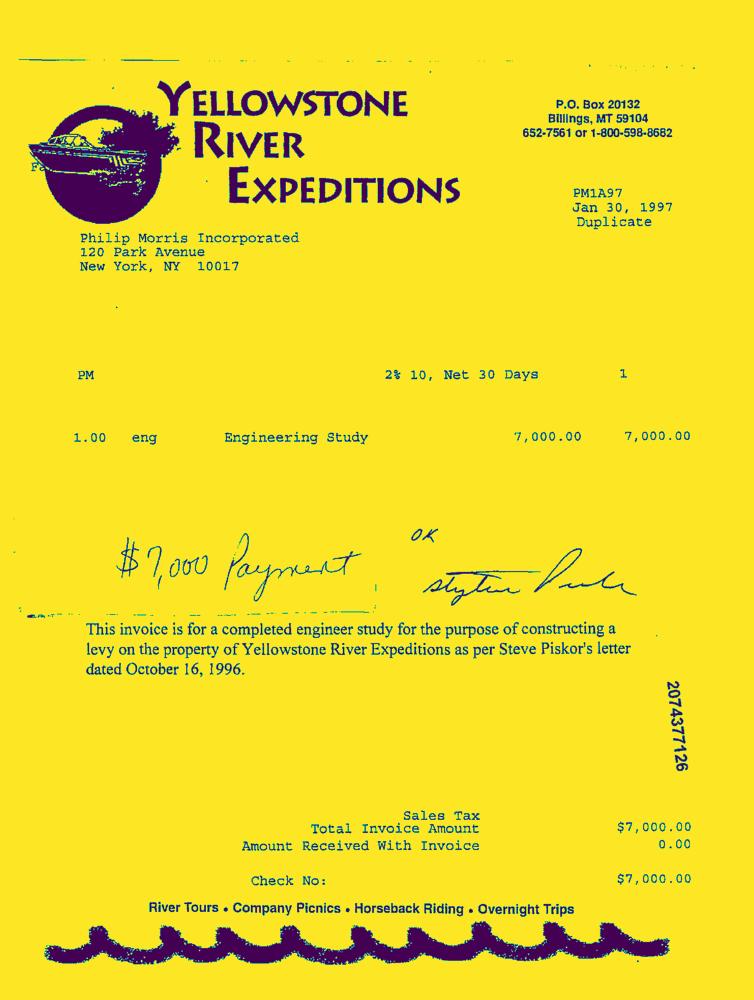 YELLOWSTONE
RIVER
EXPEDITIONS
P.O. Box 20132
Billings, MT 59104
652-7561 or 1-800-598-8682
PM1A97
Jan 30, 1997
Duplicate
Philip Morris Incorporated
120 Park Avenue
New York, NY 10017
PM 2% 10, Net 30 Days 1
1.00 eng Engineering Study 7,000.00 7,000.00
OK
$7,000 Payment
This invoice is for a completed engineer study for the purpose of constructing a
levy on the property of Yellowstone River Expeditions as per Steve Piskor's letter
dated October 16, 1996.
2074377126
Sales Tax
Total Invoice Amount $7,000.00
Amount Received With Invoice 0.00
Check No: $7,000.00
River Tours • Company Picnics • Horseback Riding • Overnight Trips